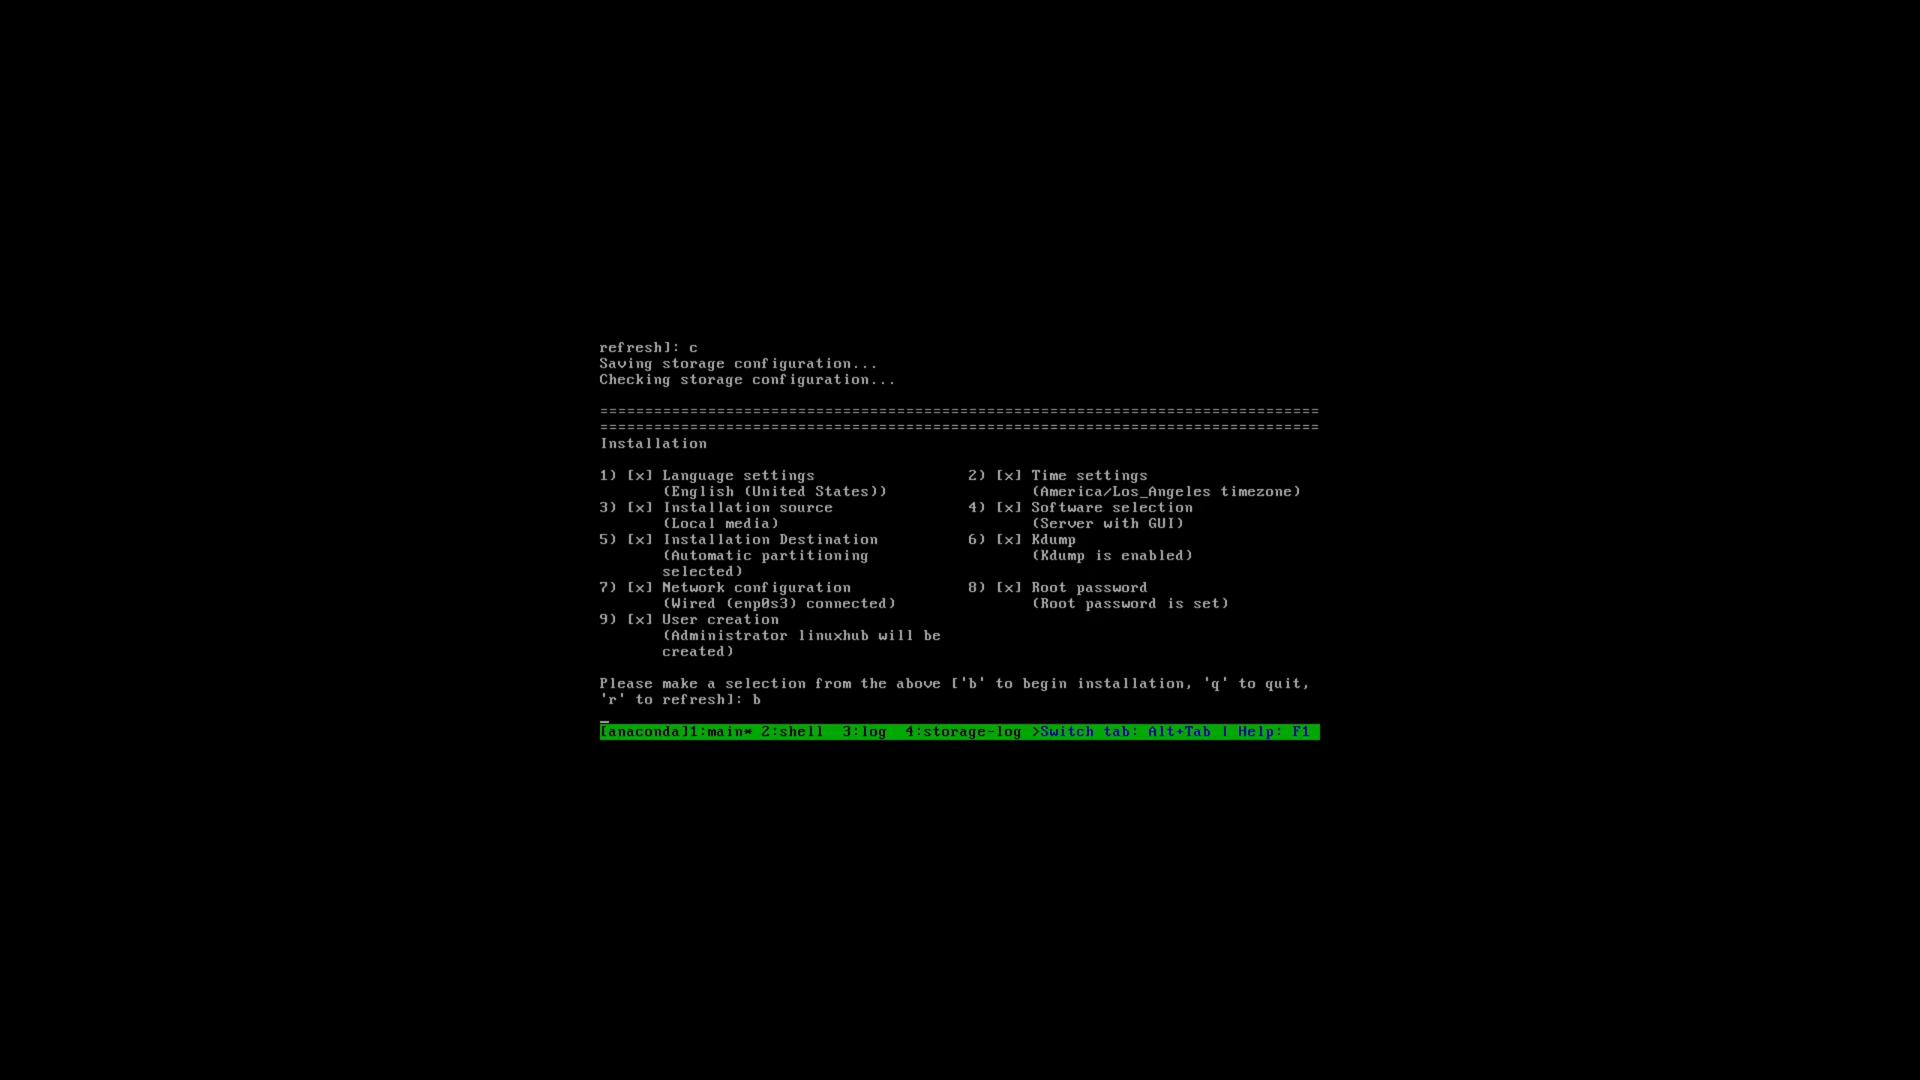 refresh]: c
Saving storage configuration...
Checking storage configuration...
================================================================================
================================================================================
Installation
1) [x] Language settings 2) [x] Time settings
(English (United States)) (America/Los_Angeles timezone)
3) [x] Installation source 4) [x] Software selection
(Local media) (Server with GUI)
5) [x] Installation Destination 6) [x] Kdump
(Automatic partitioning (Kdump is enabled)
selected)
7) [x] Network configuration 8) [x] Root password
(Wired (enp0s3) connected) (Root password is set)
9) [x] User creation
(Administrator linuxhub will be
created)
Please make a selection from the above ['b' to begin installation, 'q' to quit,
'r' to refresh]: b
[anaconda]1:main* 2:shell  3:log  4:storage-log >Switch tab: Alt+Tab | Help: F1